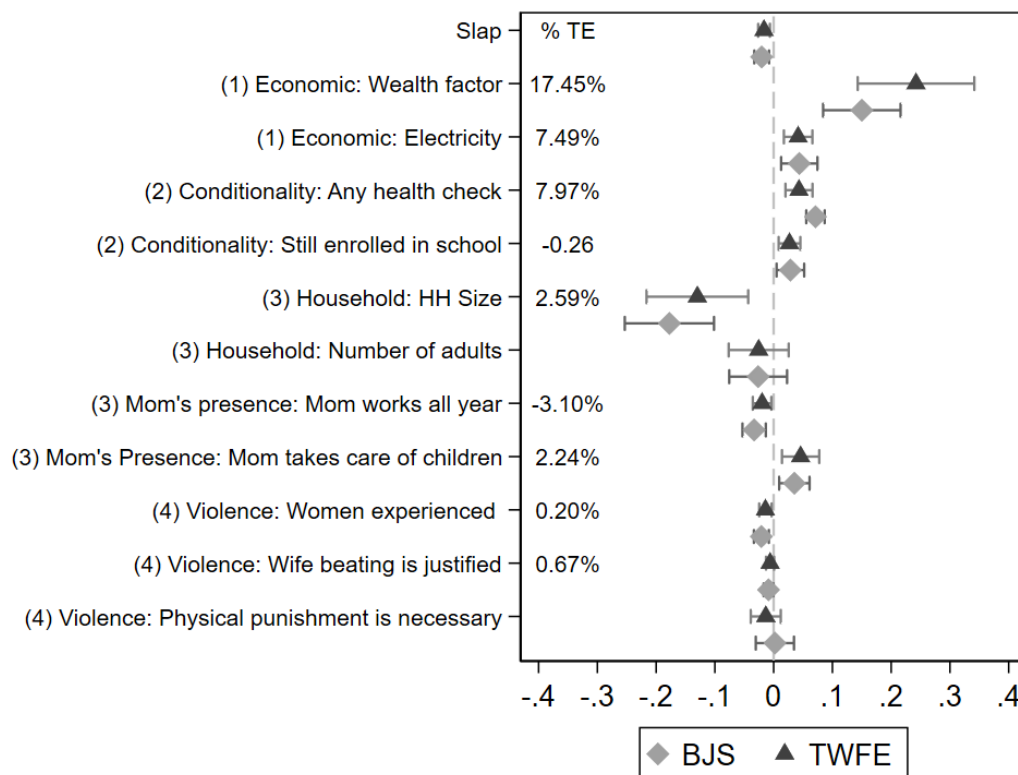 Slap % TE
(1) Economic: Wealth factor 17.45%
(1) Economic: Electricity 7.49%
(2) Conditionality: Any health check 7.97%
(2) Conditionality: Still enrolled in school -0.26
(3) Household: HH Size 2.59%
(3) Household: Number of adults
(3) Mom's presence: Mom works all year -3.10%
(3) Mom's Presence: Mom takes care of children 2.24%
(4) Violence: Women experienced 0.20%
(4) Violence: Wife beating is justified 0.67%
(4) Violence: Physical punishment is necessary
-.4 -.3 -.2 -.1 0 .1 .2 .3 .4
BJS TWFE